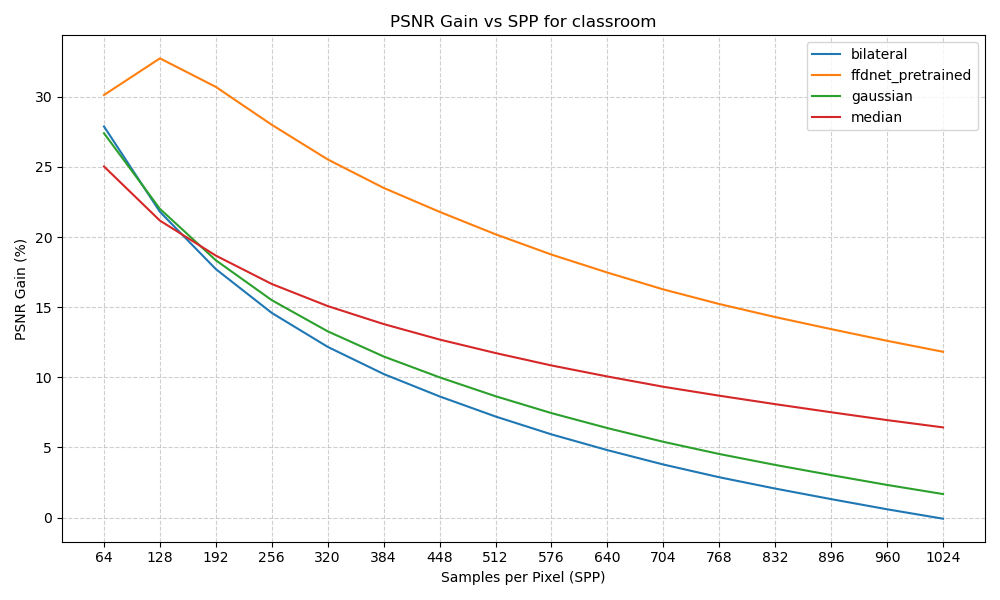 PSNR Gain vs SPP for classroom
bilateral
ffdnet_pretrained
gaussian
median
PSNR Gain (%)
30
25
20
15
10
5
0
64 128 192 256 320 384 448 512 576 640 704 768 832 896 960 1024
Samples per Pixel (SPP)